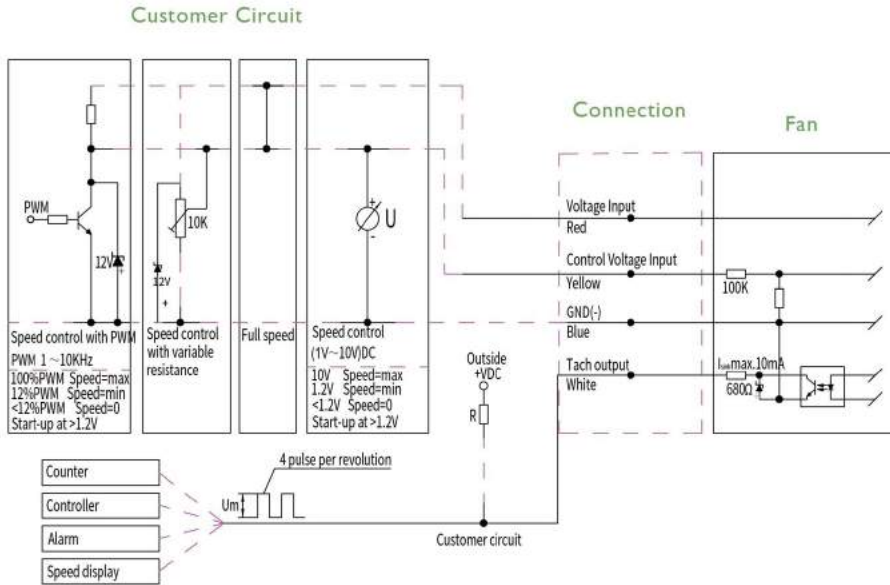 Customer Circuit
Connection
Fan
PWM
12V
10K
12V
+
+
U
-
Voltage Input
Red
Control Voltage Input
Yellow
100K
GND(-)
Blue
Tach output
White
Isink max.10mA
680Ω
Speed control with PWM
PWM 1～10KHz
100%PWM Speed=max
12%PWM Speed=min
<12%PWM Speed=0
Start-up at >1.2V
Speed control
with variable
resistance
Full speed
Speed control
(1V～10V)DC
10V Speed=max
1.2V Speed=min
<1.2V Speed=0
Start-up at >1.2V
Outside
+VDC
R
4 pulse per revolution
Um
Customer circuit
Counter
Controller
Alarm
Speed display